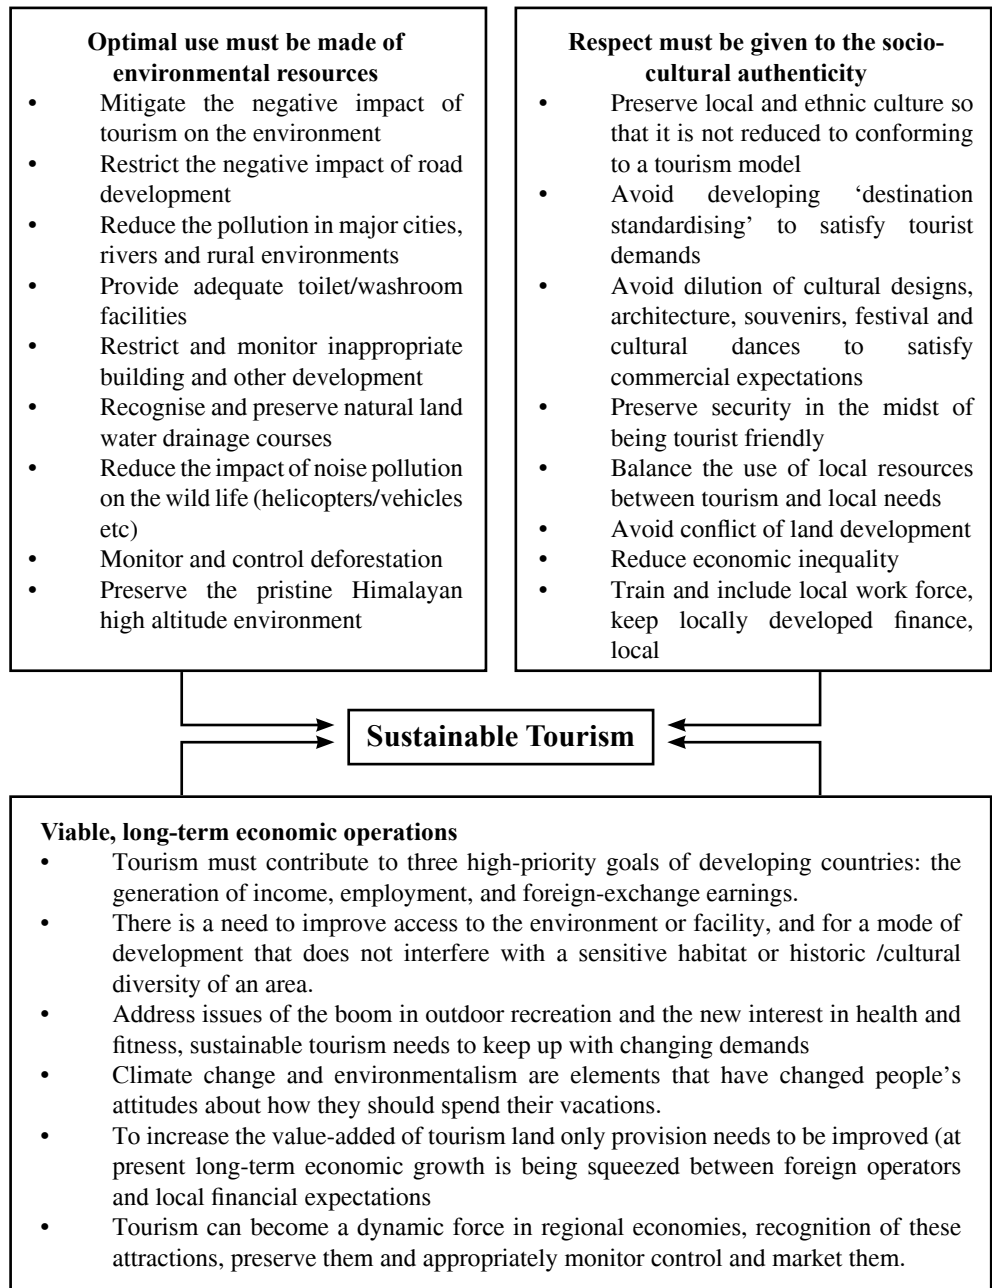 Optimal use must be made of
environmental resources
• Mitigate the negative impact of
tourism on the environment
• Restrict the negative impact of road
development
• Reduce the pollution in major cities,
rivers and rural environments
• Provide adequate toilet/washroom
facilities
• Restrict and monitor inappropriate
building and other development
• Recognise and preserve natural land
water drainage courses
• Reduce the impact of noise pollution
on the wild life (helicopters/vehicles
etc)
• Monitor and control deforestation
• Preserve the pristine Himalayan
high altitude environment
Respect must be given to the socio-
cultural authenticity
• Preserve local and ethnic culture so
that it is not reduced to conforming
to a tourism model
• Avoid developing ‘destination
standardising’ to satisfy tourist
demands
• Avoid dilution of cultural designs,
architecture, souvenirs, festival and
cultural dances to satisfy
commercial expectations
• Preserve security in the midst of
being tourist friendly
• Balance the use of local resources
between tourism and local needs
• Avoid conflict of land development
• Reduce economic inequality
• Train and include local work force,
keep locally developed finance,
local
Sustainable Tourism
Viable, long-term economic operations
• Tourism must contribute to three high-priority goals of developing countries: the
generation of income, employment, and foreign-exchange earnings.
• There is a need to improve access to the environment or facility, and for a mode of
development that does not interfere with a sensitive habitat or historic /cultural
diversity of an area.
• Address issues of the boom in outdoor recreation and the new interest in health and
fitness, sustainable tourism needs to keep up with changing demands
• Climate change and environmentalism are elements that have changed people’s
attitudes about how they should spend their vacations.
• To increase the value-added of tourism land only provision needs to be improved (at
present long-term economic growth is being squeezed between foreign operators
and local financial expectations
• Tourism can become a dynamic force in regional economies, recognition of these
attractions, preserve them and appropriately monitor control and market them.